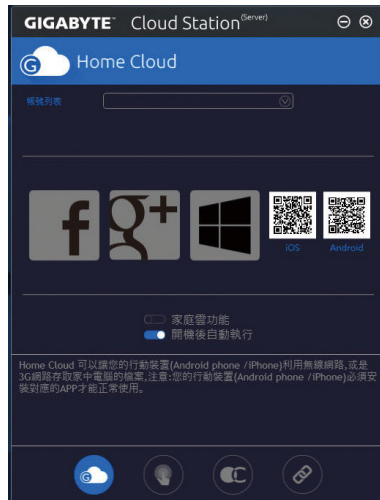 GIGABYTE™ Cloud Station(Server)
G Home Cloud
帳號列表
f g+
iOS Android
家庭雲功能
開機後自動執行
Home Cloud 可以讓您的行動裝置(Android phone /iPhone)利用無線網路,或是
3G網路存取家中電腦的檔案,注意:您的行動裝置(Android phone /iPhone)必須安
裝對應的APP才能正常使用。
G